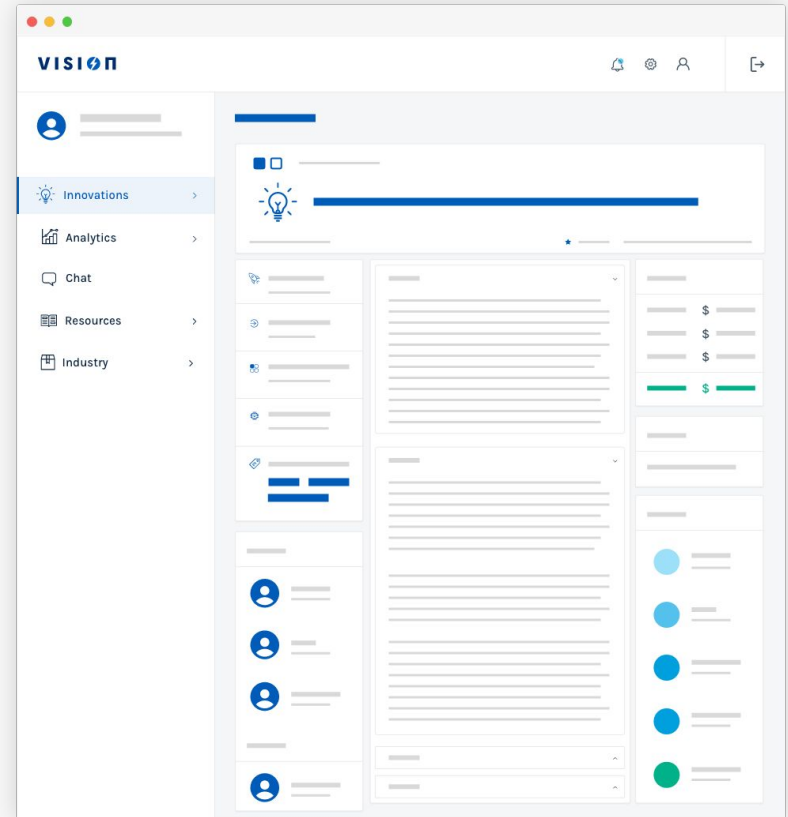 VISION
Innovations
Analytics
Chat
Resources
Industry
$
$
$
$